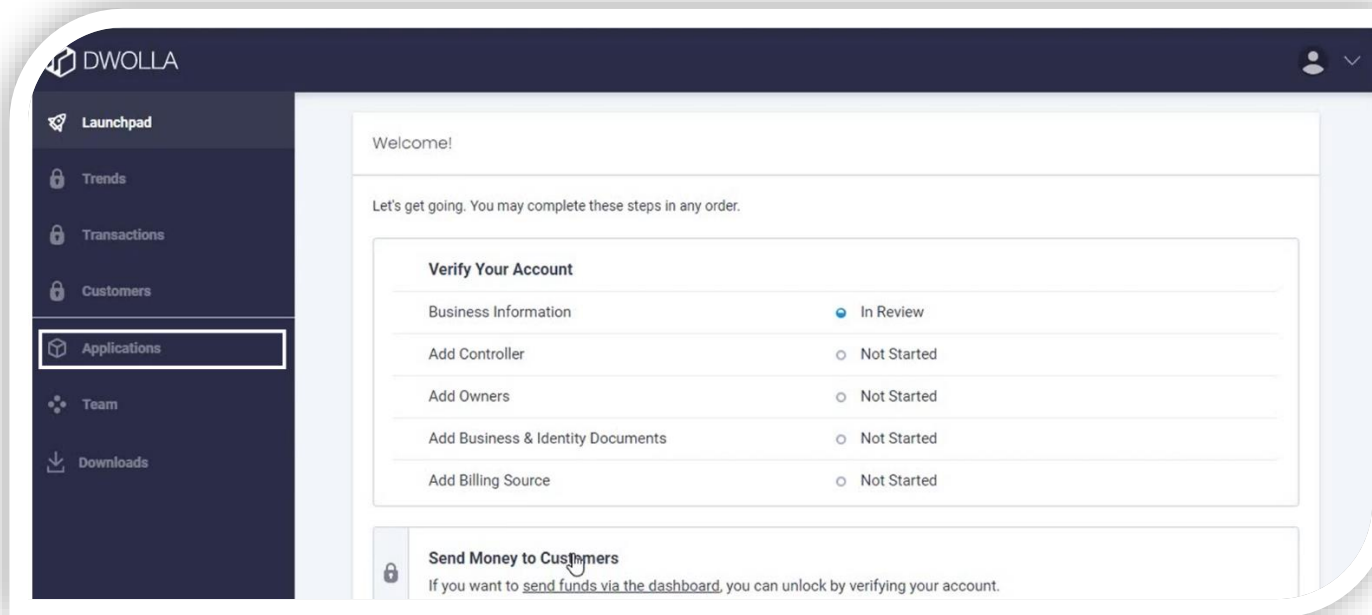 DWOLLA
Launchpad
Trends
Transactions
Customers
Applications
Team
Downloads
Welcome!
Let's get going. You may complete these steps in any order.
Verify Your Account
Business Information In Review
Add Controller Not Started
Add Owners Not Started
Add Business & Identity Documents Not Started
Add Billing Source Not Started
Send Money to Customers
If you want to send funds via the dashboard, you can unlock by verifying your account.